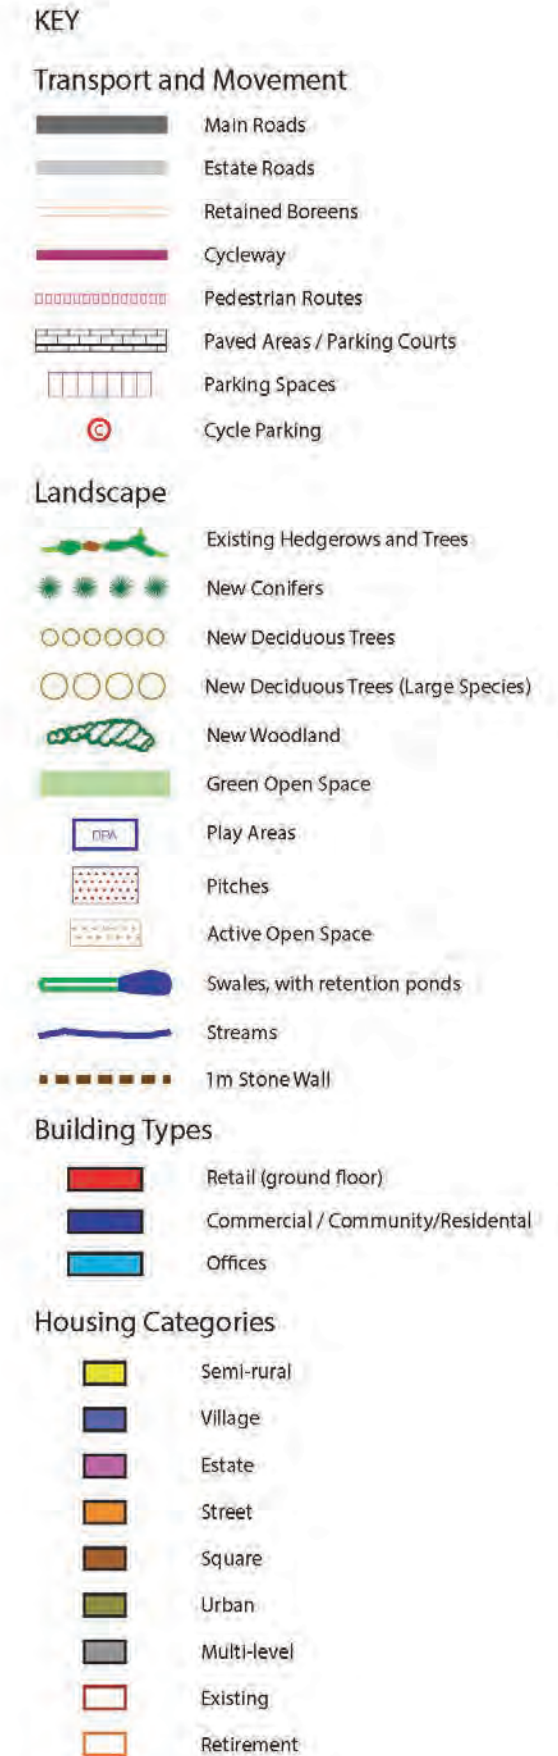 KEY
Transport and Movement
Main Roads
Estate Roads
Retained Boreens
Cycleway
Pedestrian Routes
Paved Areas / Parking Courts
Parking Spaces
C
Cycle Parking
Landscape
Existing Hedgerows and Trees
New Conifers
New Deciduous Trees
New Deciduous Trees (Large Species)
New Woodland
Green Open Space
Play Areas
Pitches
Active Open Space
Swales, with retention ponds
Streams
1m Stone Wall
Building Types
Retail (ground floor)
Commercial / Community/Residental
Offices
Housing Categories
Semi-rural
Village
Estate
Street
Square
Urban
Multi-level
Existing
Retirement